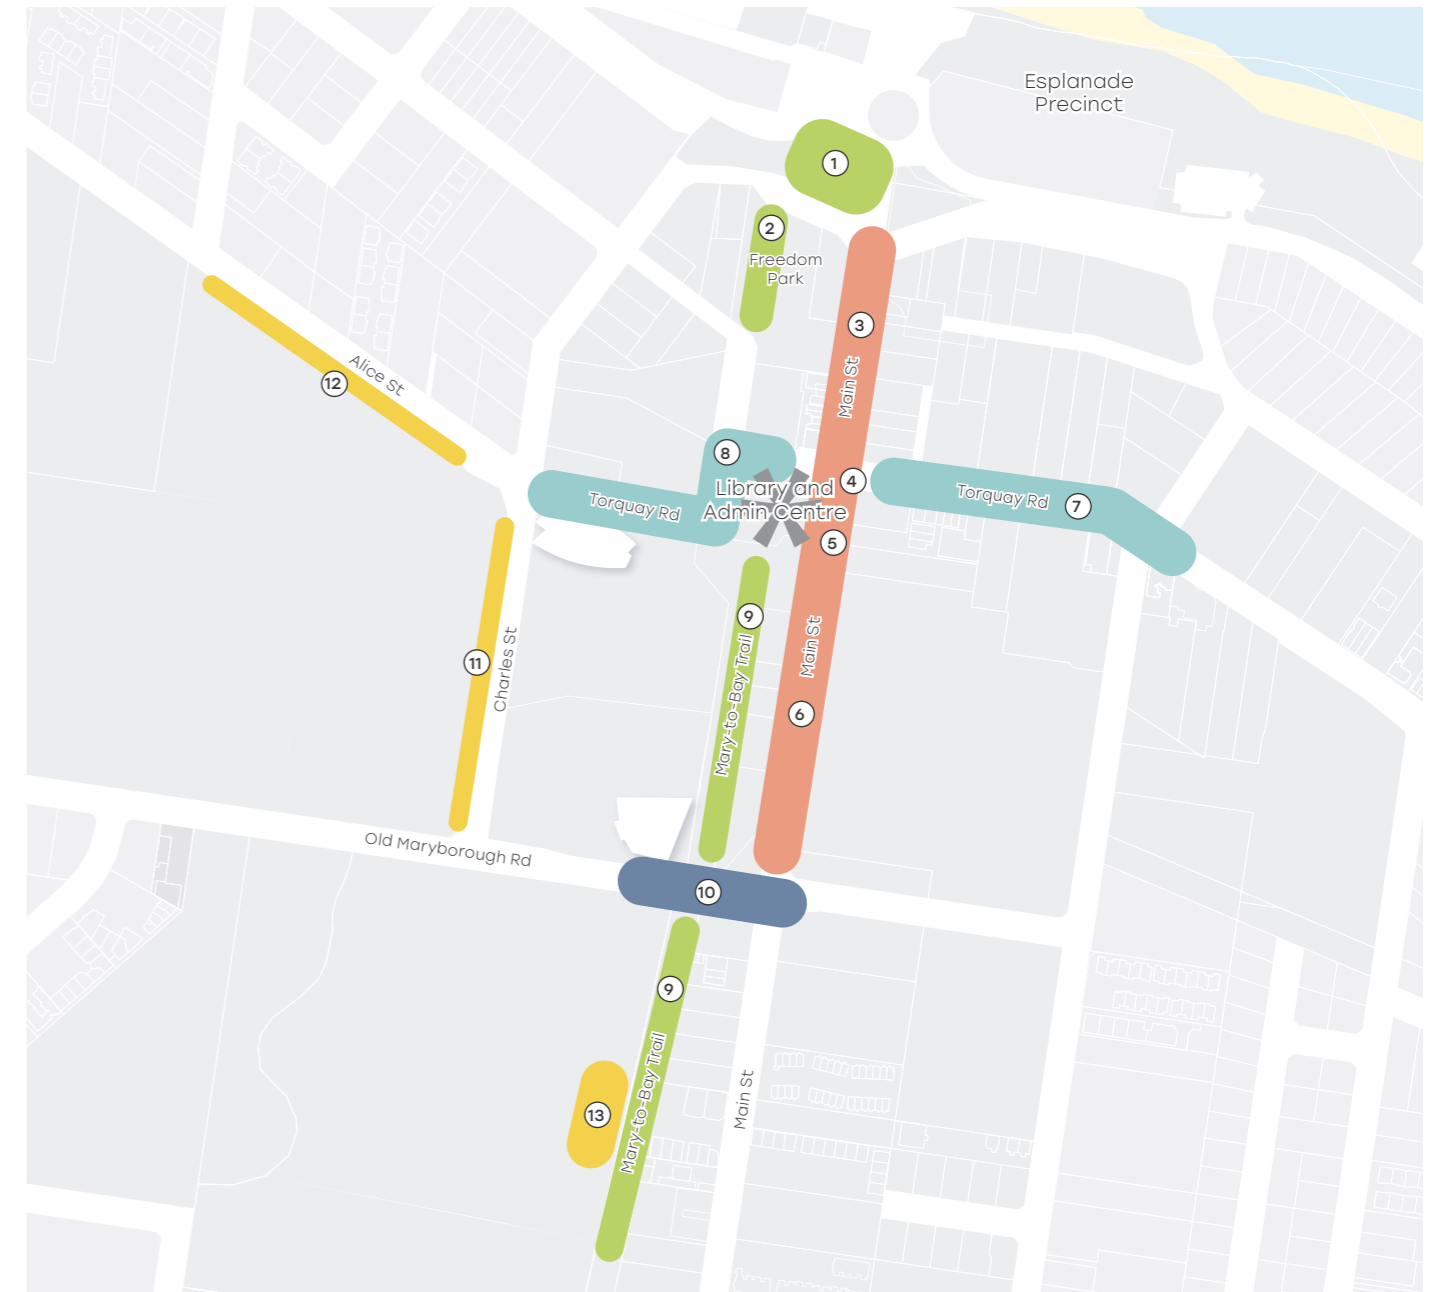 Esplanade
Precinct
1
2
Freedom
Park
3
Main St
12
Alice St
8
4
Library and
Admin Centre
Torquay Rd
Torquay Rd
7
5
9
Mary-to-Bay Trail
Main St
11
Charles St
6
Old Maryborough Rd
10
9
Mary-to-Bay Trail
13
Main St